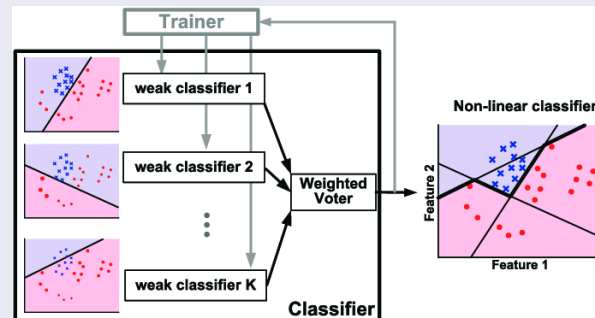 Trainer
weak classifier 1
weak classifier 2
weak classifier K
Weighted
Voter
Classifier
Non-linear classifier
Feature 2
Feature 1